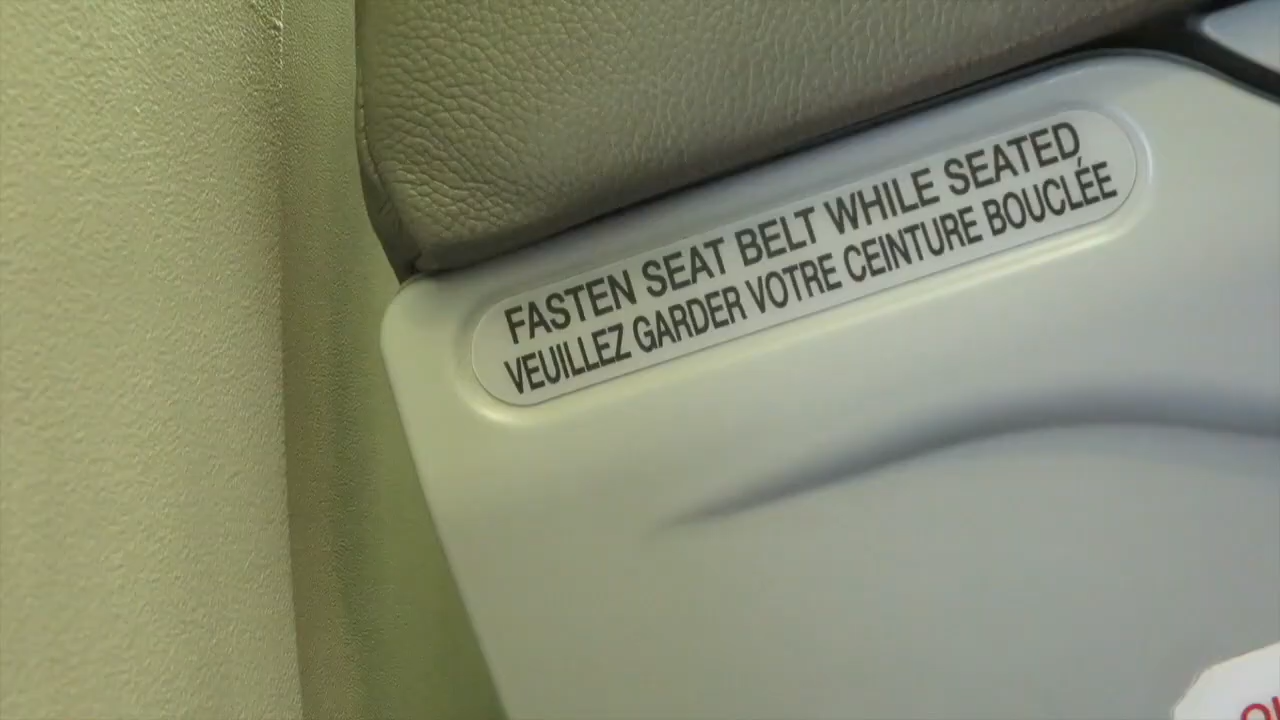 FASTEN SEAT BELT WHILE SEATED
VEUILLEZ GARDER VOTRE CEINTURE BOUCLÉE